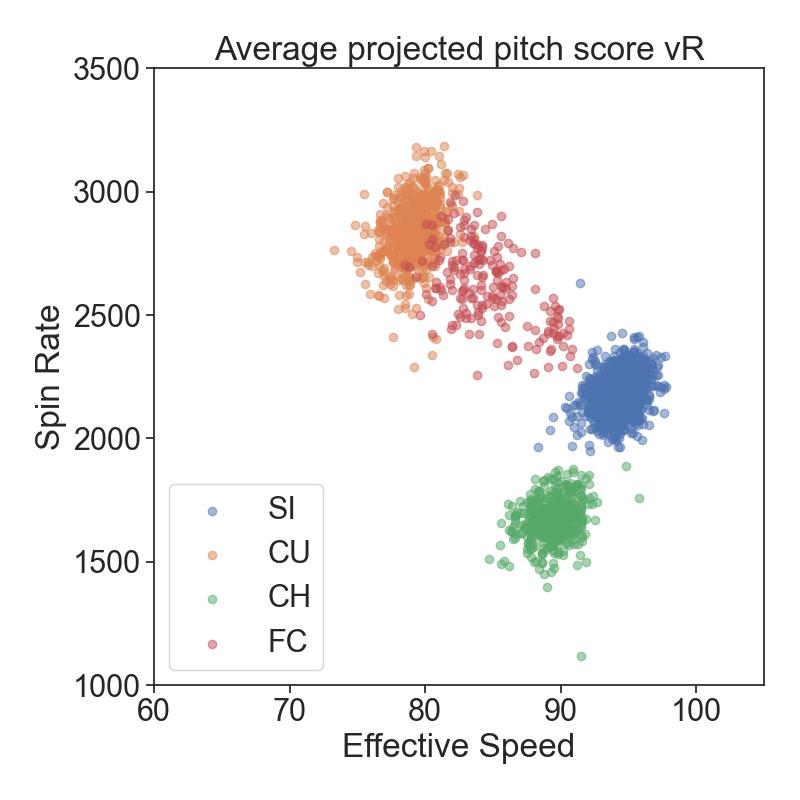 Average projected pitch score vR
3500
3000
2500
2000
1500
1000
Spin Rate
SI
CU
CH
FC
60 70 80 90 100
Effective Speed